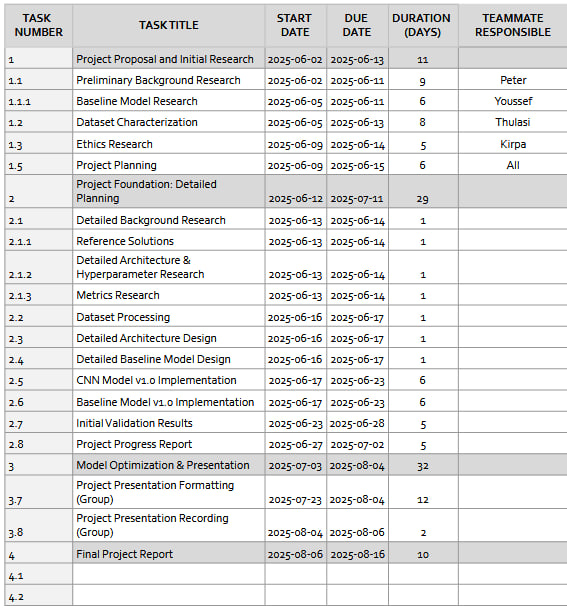 TASK NUMBER TASK TITLE START DATE DUE DATE DURATION (DAYS) TEAMMATE RESPONSIBLE
1 Project Proposal and Initial Research 2025-06-02 2025-06-13 11
1.1 Preliminary Background Research 2025-06-02 2025-06-11 9 Peter
1.1.1 Baseline Model Research 2025-06-05 2025-06-11 6 Youssef
1.2 Dataset Characterization 2025-06-05 2025-06-13 8 Thulasi
1.3 Ethics Research 2025-06-09 2025-06-14 5 Kirpa
1.5 Project Planning 2025-06-09 2025-06-15 6 All
2 Project Foundation: Detailed Planning 2025-06-12 2025-07-11 29
2.1 Detailed Background Research 2025-06-13 2025-06-14 1
2.1.1 Reference Solutions 2025-06-13 2025-06-14 1
2.1.2 Detailed Architecture & Hyperparameter Research 2025-06-13 2025-06-14 1
2.1.3 Metrics Research 2025-06-13 2025-06-14 1
2.2 Dataset Processing 2025-06-16 2025-06-17 1
2.3 Detailed Architecture Design 2025-06-16 2025-06-17 1
2.4 Detailed Baseline Model Design 2025-06-16 2025-06-17 1
2.5 CNN Model v1.0 Implementation 2025-06-17 2025-06-23 6
2.6 Baseline Model v1.0 Implementation 2025-06-17 2025-06-23 6
2.7 Initial Validation Results 2025-06-23 2025-06-28 5
2.8 Project Progress Report 2025-06-27 2025-07-02 5
3 Model Optimization & Presentation 2025-07-03 2025-08-04 32
3.7 Project Presentation Formatting (Group) 2025-07-23 2025-08-04 12
3.8 Project Presentation Recording (Group) 2025-08-04 2025-08-06 2
4 Final Project Report 2025-08-06 2025-08-16 10
4.1
4.2